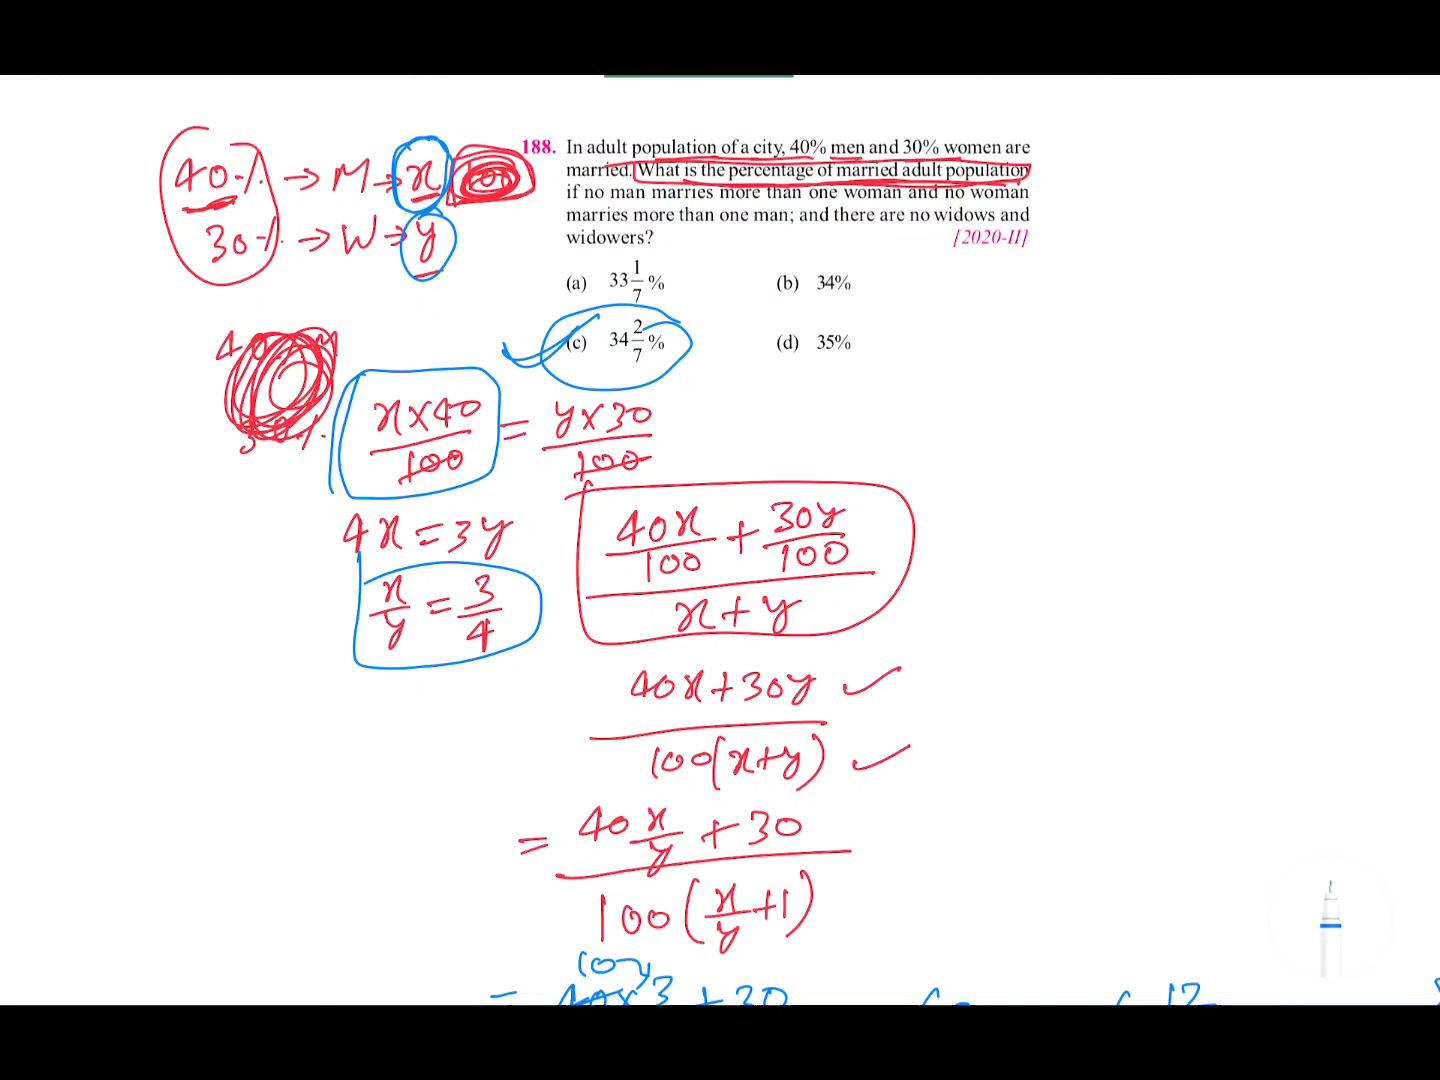 40% → M → x 100
30% → W → y
188. In adult population of a city, 40% men and 30% women are
married. What is the percentage of married adult population
if no man marries more than one woman and no woman
marries more than one man; and there are no widows and
widowers? [2020-II]
(a) 33 1/7 % (b) 34%
(c) 34 2/7 % (d) 35%
x×40/100 = y×30/100
4x = 3y
x/y = 3/4
40x/100 + 30y/100
x + y
40x + 30y
100(x+y)
= 40 x/y + 30
100 (x/y + 1)